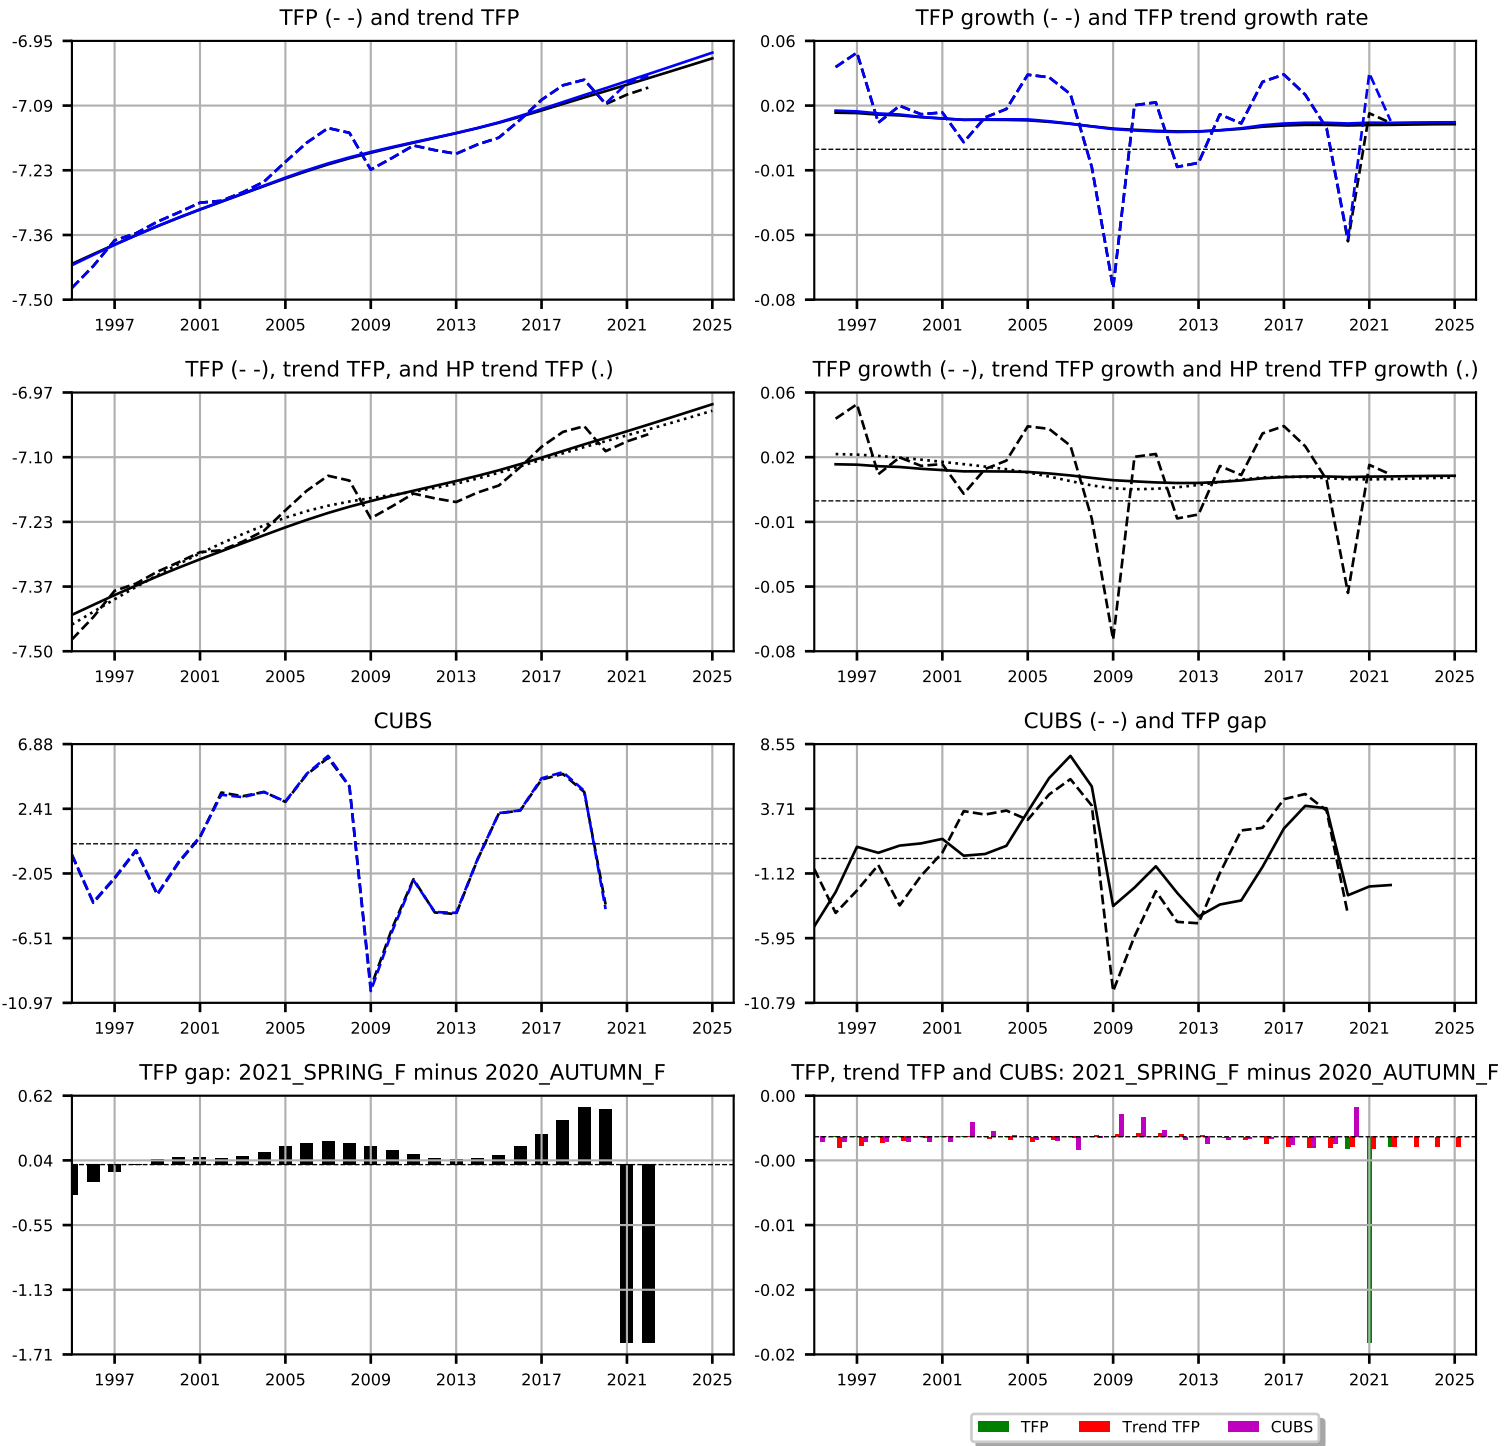 TFP (- -) and trend TFP
-6.95
-7.09
-7.23
-7.36
-7.50
1997 2001 2005 2009 2013 2017 2021 2025
TFP growth (- -) and TFP trend growth rate
0.06
0.02
-0.01
-0.05
-0.08
1997 2001 2005 2009 2013 2017 2021 2025
TFP (- -), trend TFP, and HP trend TFP (.)
-6.97
-7.10
-7.23
-7.37
-7.50
1997 2001 2005 2009 2013 2017 2021 2025
TFP growth (- -), trend TFP growth and HP trend TFP growth (.)
0.06
0.02
-0.01
-0.05
-0.08
1997 2001 2005 2009 2013 2017 2021 2025
CUBS
6.88
2.41
-2.05
-6.51
-10.97
1997 2001 2005 2009 2013 2017 2021 2025
CUBS (- -) and TFP gap
8.55
3.71
-1.12
-5.95
-10.79
1997 2001 2005 2009 2013 2017 2021 2025
TFP gap: 2021_SPRING_F minus 2020_AUTUMN_F
0.62
0.04
-0.55
-1.13
-1.71
1997 2001 2005 2009 2013 2017 2021 2025
TFP, trend TFP and CUBS: 2021_SPRING_F minus 2020_AUTUMN_F
0.00
-0.00
-0.01
-0.02
-0.02
1997 2001 2005 2009 2013 2017 2021 2025
TFP Trend TFP CUBS